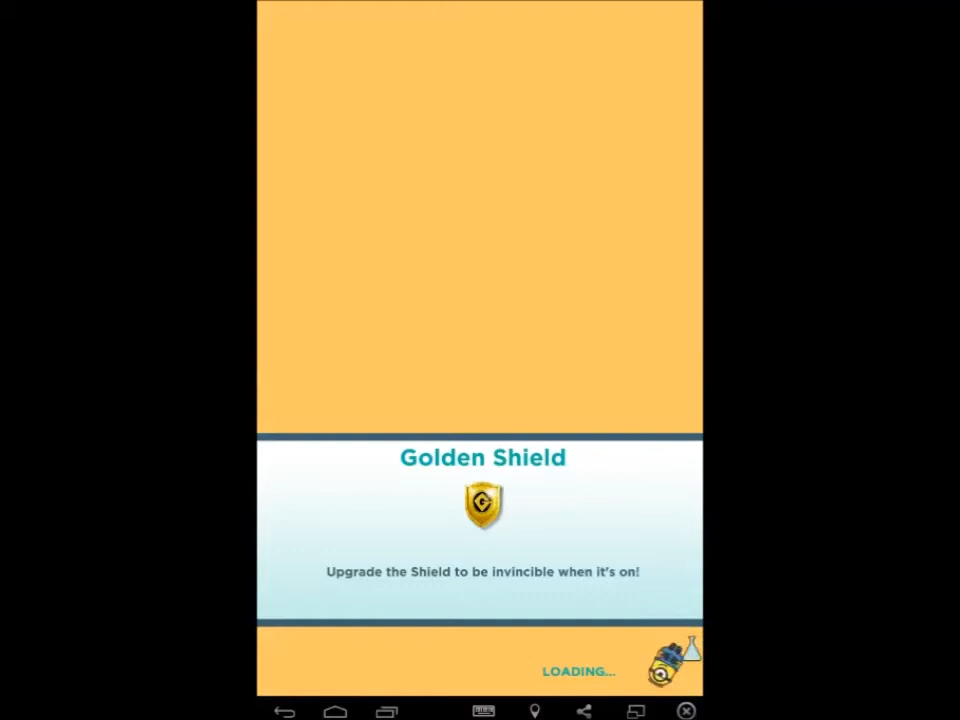 Golden Shield
G
Upgrade the Shield to be invincible when it's on!
LOADING...